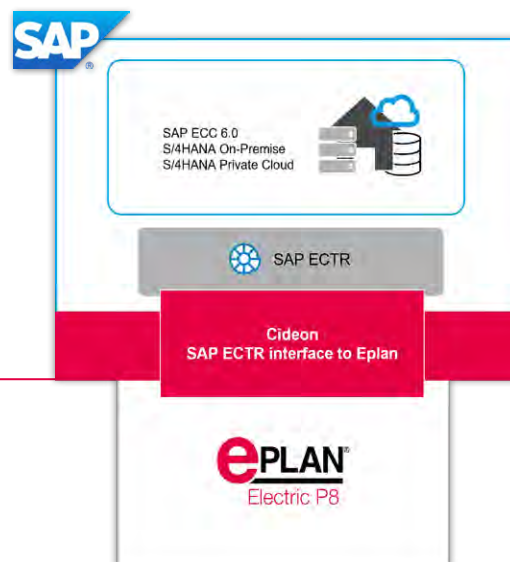 SAP
®
SAP ECC 6.0
S/4HANA On-Premise
S/4HANA Private Cloud
SAP ECTR
Cideon
SAP ECTR interface to Eplan
ePLAN®
Electric P8